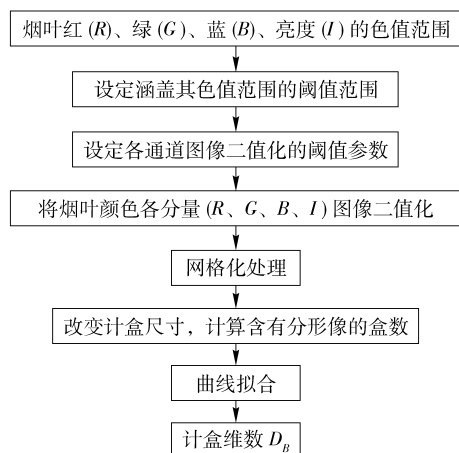 烟叶红(R)、绿(G)、蓝(B)、亮度(I)的色值范围
设定涵盖其色值范围的阈值范围
设定各通道图像二值化的阈值参数
将烟叶颜色各分量(R、G、B、I)图像二值化
网格化处理
改变计盒尺寸，计算含有分形像的盒数
曲线拟合
计盒维数 D_B